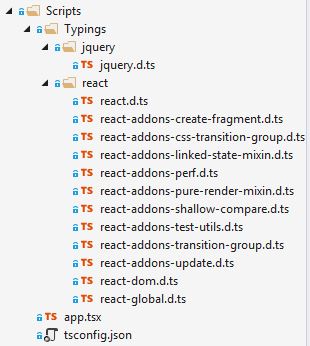 Scripts
Typings
jquery
TS jquery.d.ts
react
TS react.d.ts
TS react-addons-create-fragment.d.ts
TS react-addons-css-transition-group.d.ts
TS react-addons-linked-state-mixin.d.ts
TS react-addons-perf.d.ts
TS react-addons-pure-render-mixin.d.ts
TS react-addons-shallow-compare.d.ts
TS react-addons-test-utils.d.ts
TS react-addons-transition-group.d.ts
TS react-addons-update.d.ts
TS react-dom.d.ts
TS react-global.d.ts
TS app.tsx
tsconfig.json